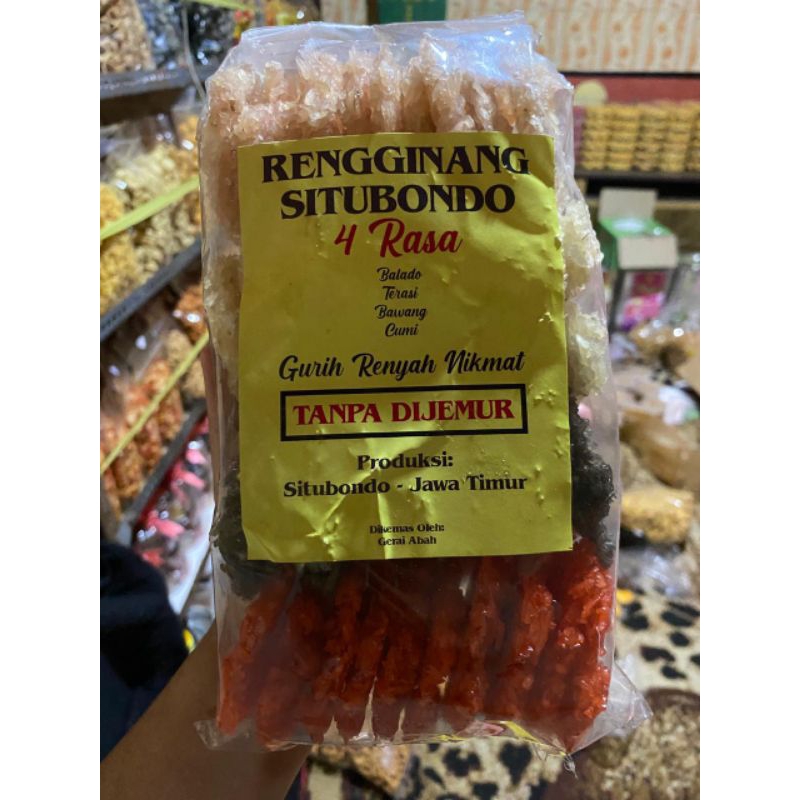 RENGGINANG
SITUBONDO
4 Rasa
Balado
Terasi
Bawang
Cumi
Gurih Renyah Nikmat
TANPA DIJEMUR
Produksi:
Situbondo - Jawa Timur
Dikemas Oleh:
Gerai Abah